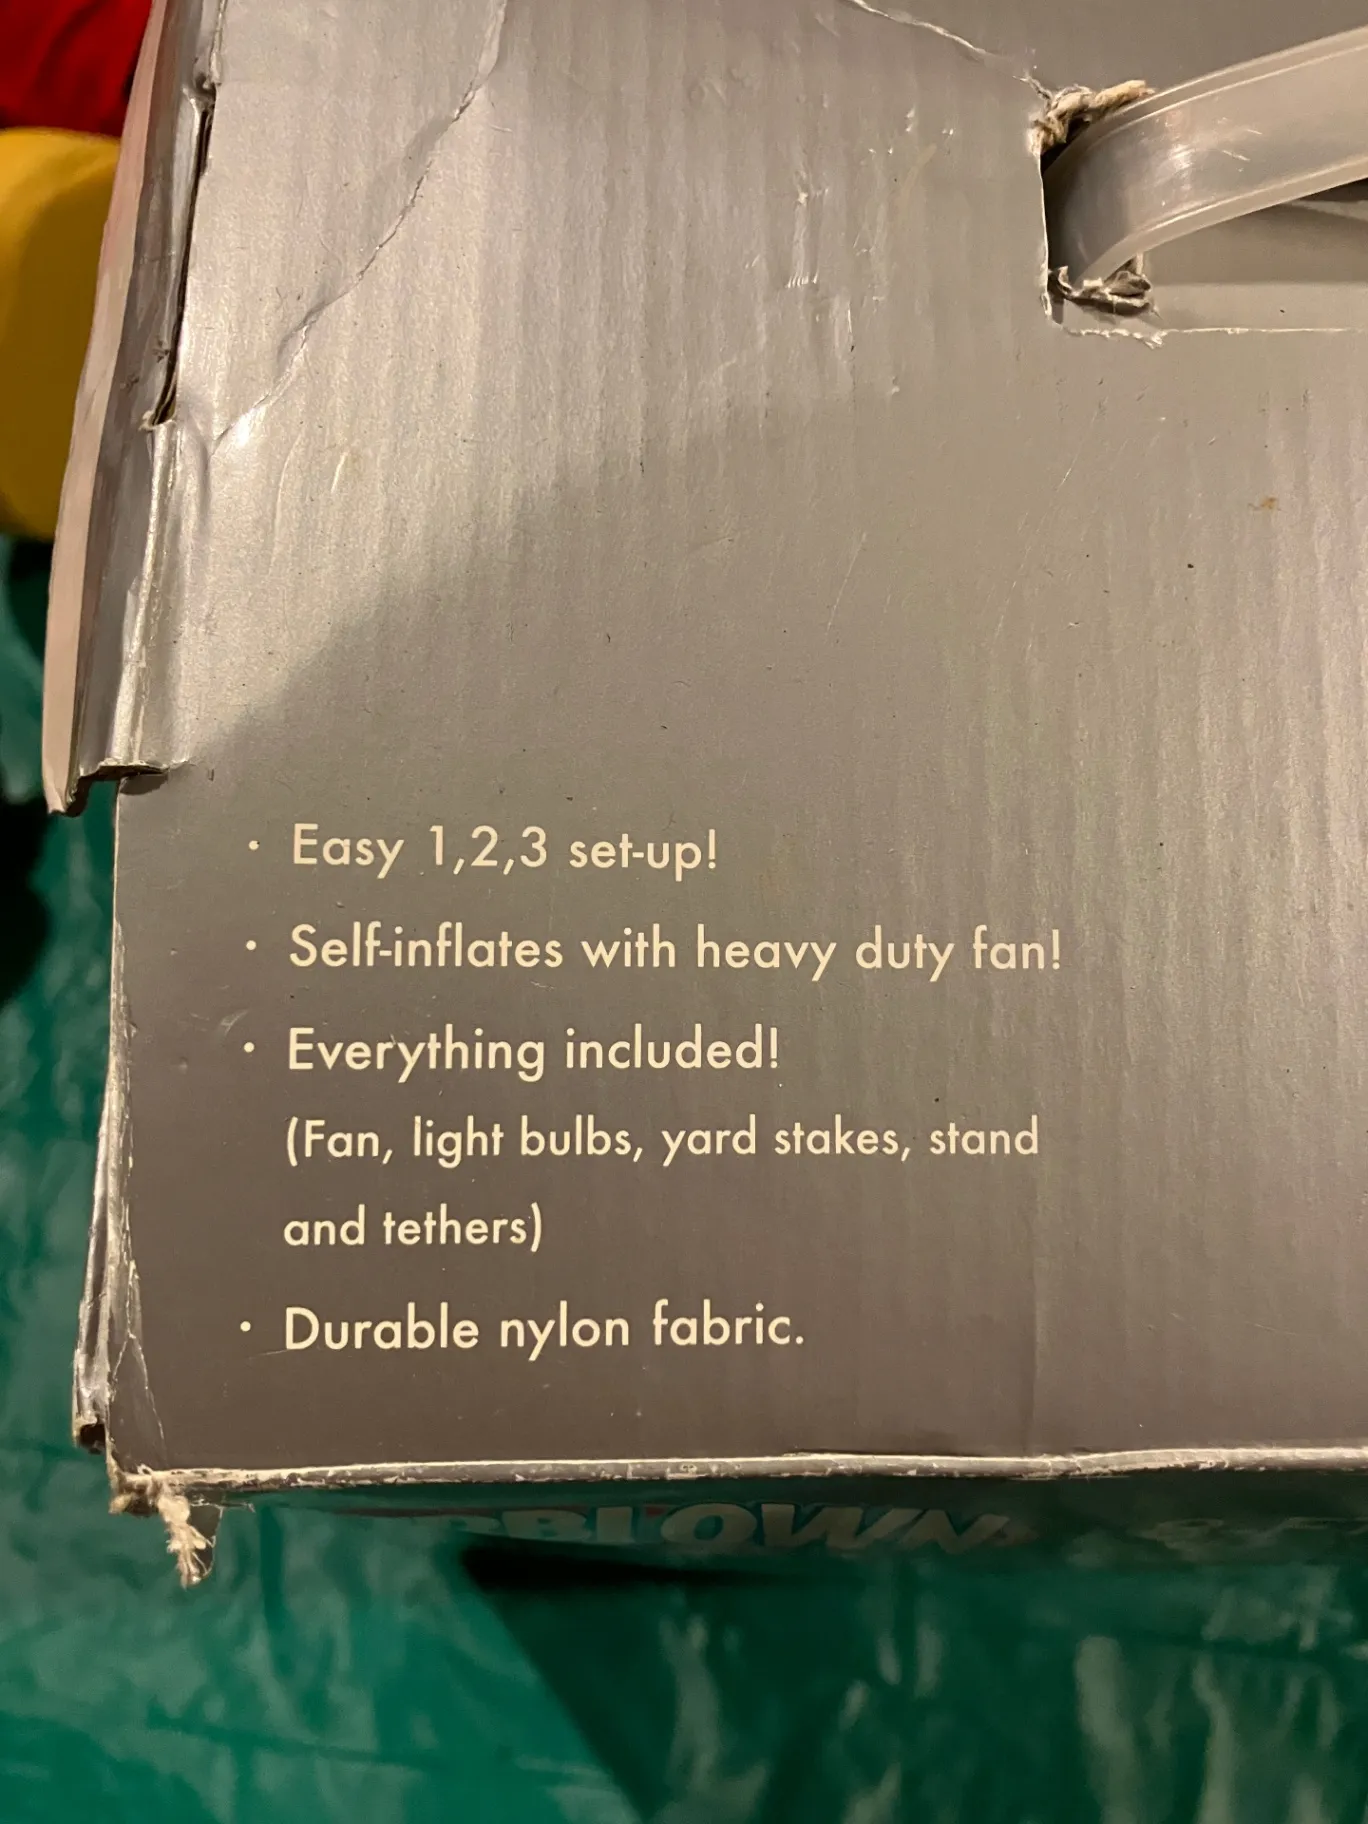 · Easy 1,2,3 set-up!
· Self-inflates with heavy duty fan!
· Everything included!
(Fan, light bulbs, yard stakes, stand
and tethers)
· Durable nylon fabric.